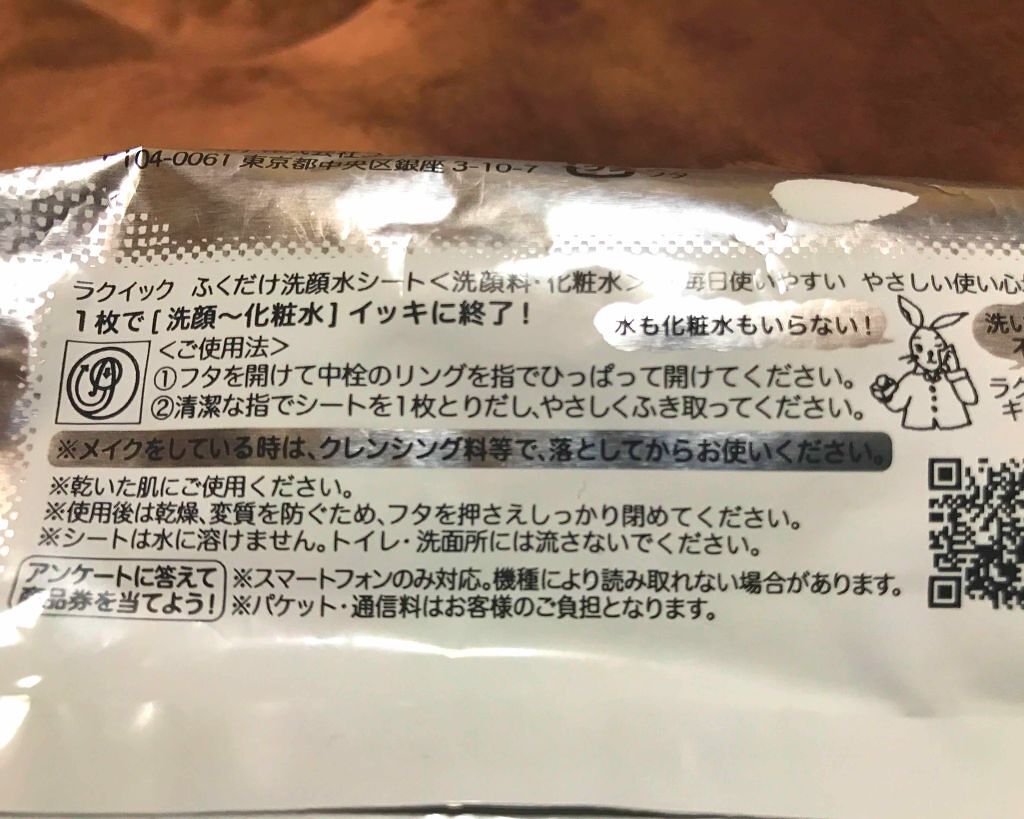 104-0061 東京都中央区銀座 3-10-7
ラクイック ふくだけ洗顔水シート<洗顔料・化粧水> 毎日使いやすい やさしい使い心
1枚で[洗顔～化粧水]イッキに終了！
水も化粧水もいらない！
洗い
<ご使用法>
①フタを開けて中栓のリングを指でひっぱって開けてください。
②清潔な指でシートを1枚とりだし、やさしくふき取ってください。
ラク
キ
※メイクをしている時は、クレンジング料等で、落としてからお使いください。
※乾いた肌にご使用ください。
※使用後は乾燥、変質を防ぐため、フタを押さえしっかり閉めてください。
※シートは水に溶けません。トイレ・洗面所には流さないでください。
アンケートに答えて
商品券を当てよう！
※スマートフォンのみ対応。機種により読み取れない場合があります。
※パケット・通信料はお客様のご負担となります。